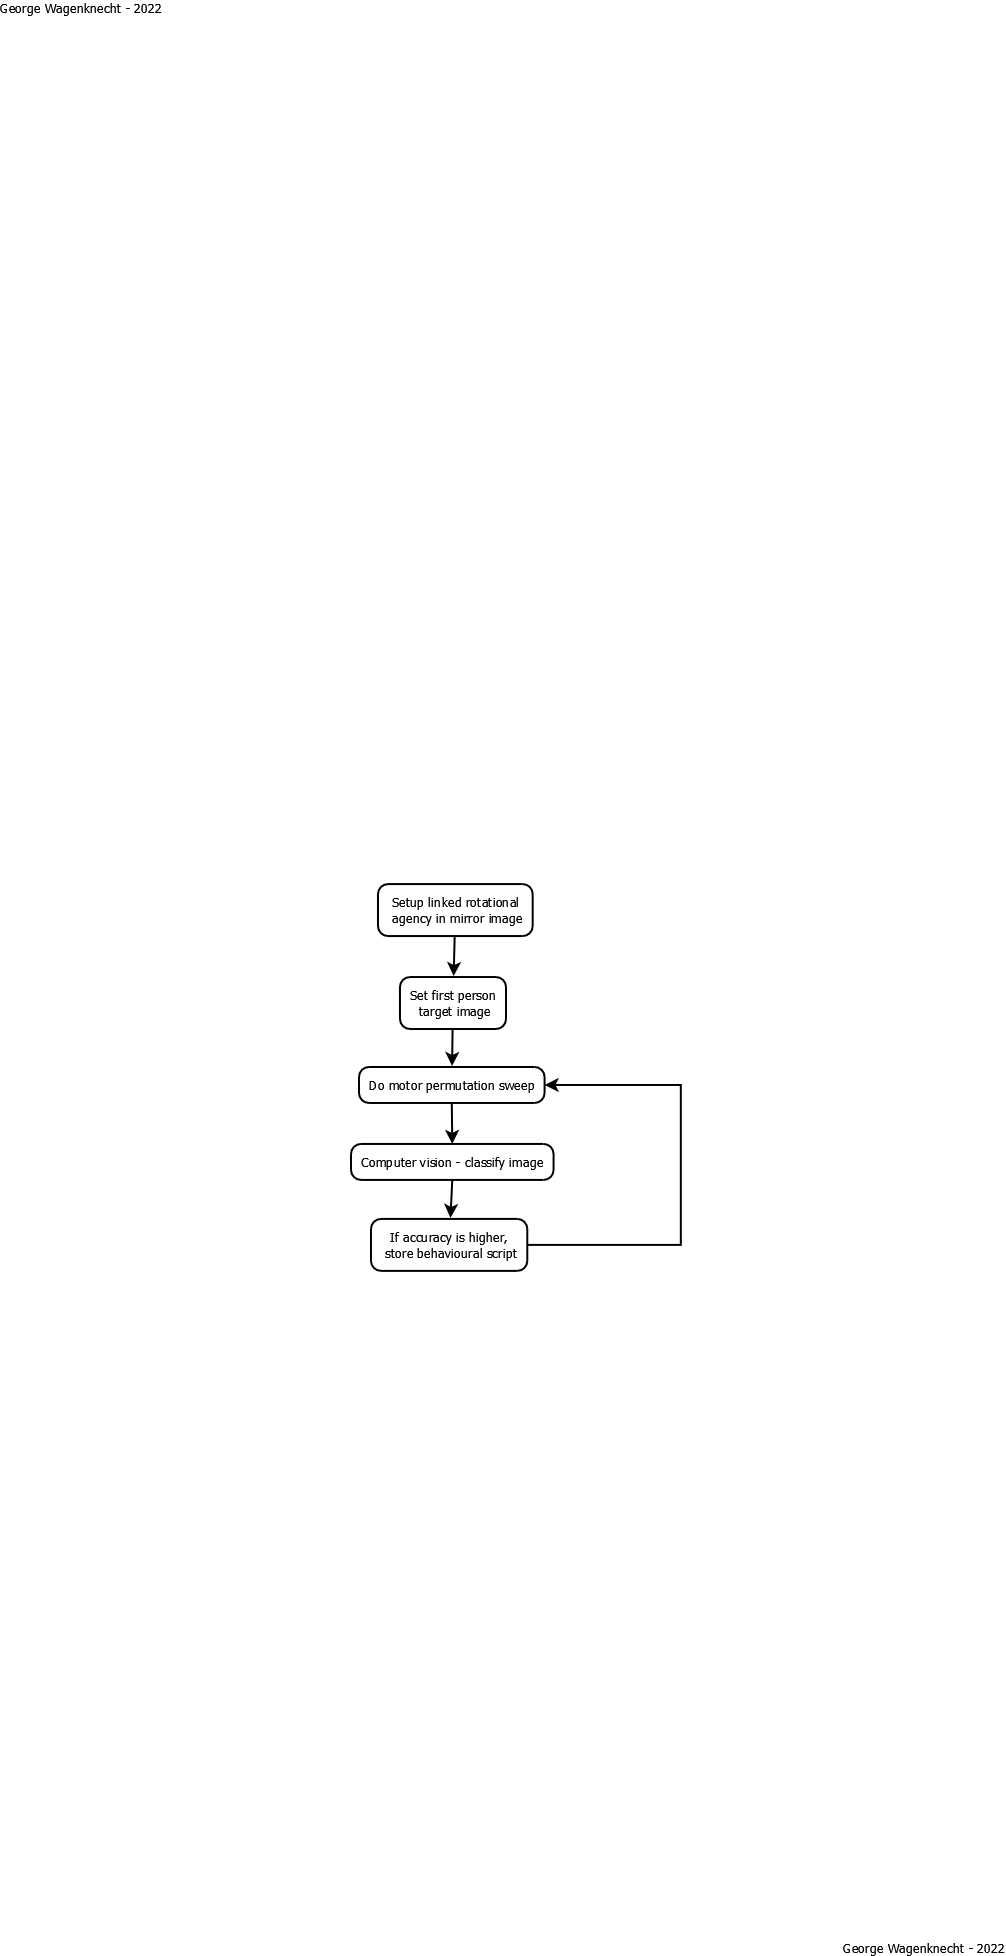 George Wagenknecht - 2022
Setup linked rotational
agency in mirror image
Set first person
target image
Do motor permutation sweep
Computer vision - classify image
If accuracy is higher,
store behavioural script
George Wagenknecht - 2022